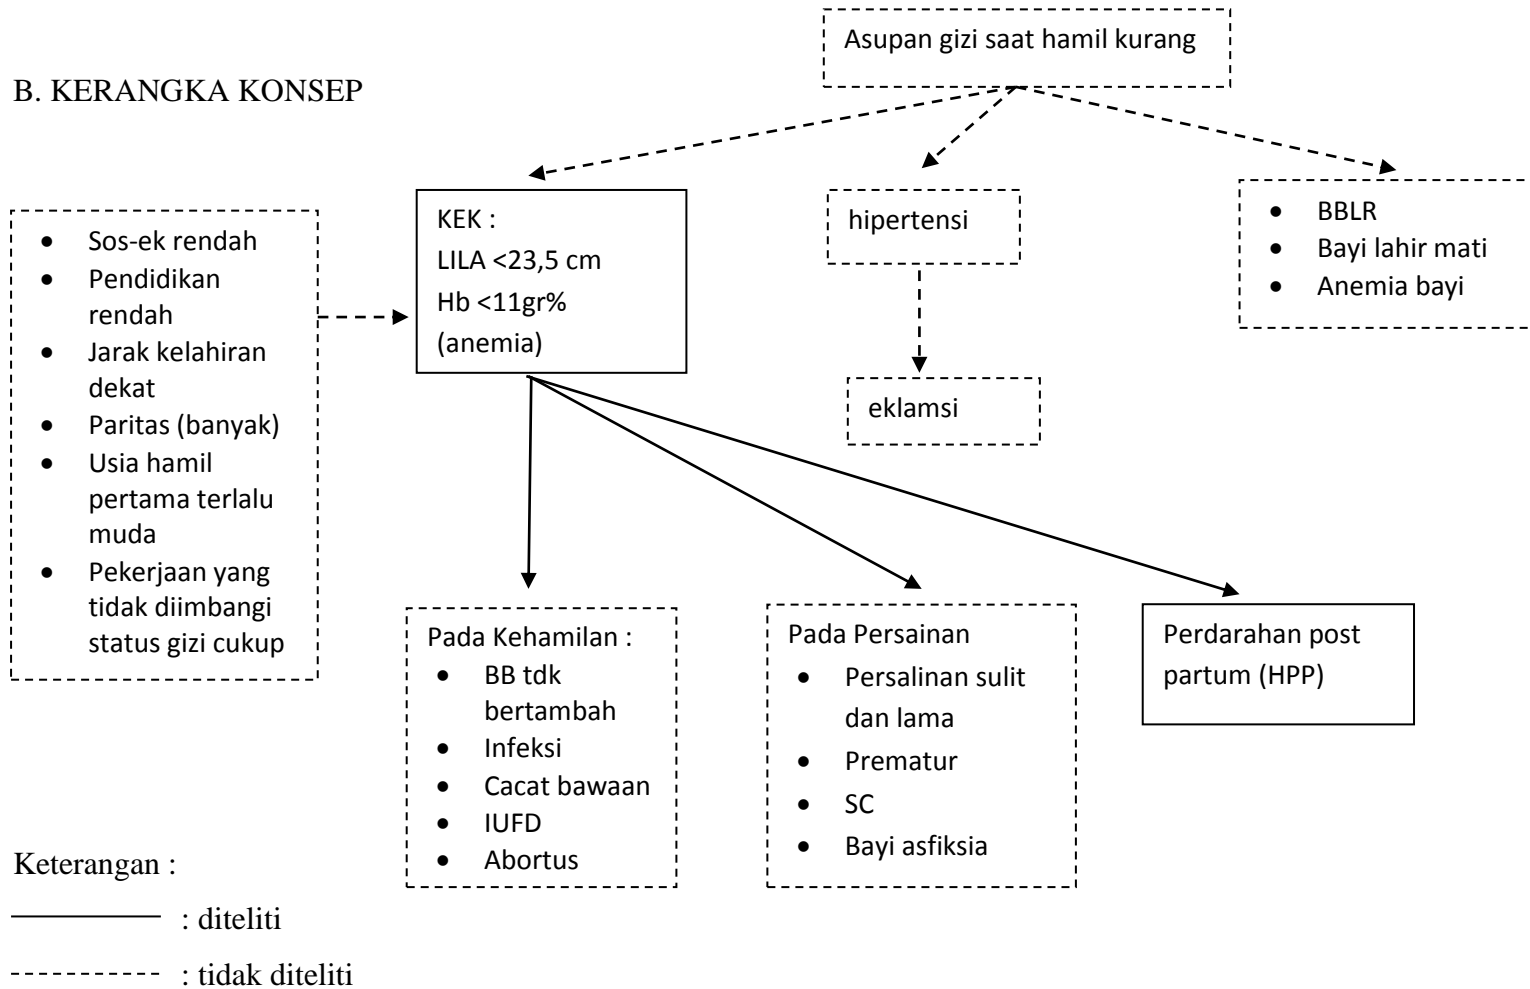 Asupan gizi saat hamil kurang
B. KERANGKA KONSEP
• Sos-ek rendah
• Pendidikan
rendah
• Jarak kelahiran
dekat
• Paritas (banyak)
• Usia hamil
pertama terlalu
muda
• Pekerjaan yang
tidak diimbangi
status gizi cukup
KEK :
LILA <23,5 cm
Hb <11gr%
(anemia)
hipertensi
eklamsi
• BBLR
• Bayi lahir mati
• Anemia bayi
Pada Kehamilan :
• BB tdk
bertambah
• Infeksi
• Cacat bawaan
• IUFD
• Abortus
Pada Persainan
• Persalinan sulit
dan lama
• Prematur
• SC
• Bayi asfiksia
Perdarahan post
partum (HPP)
Keterangan :
: diteliti
: tidak diteliti